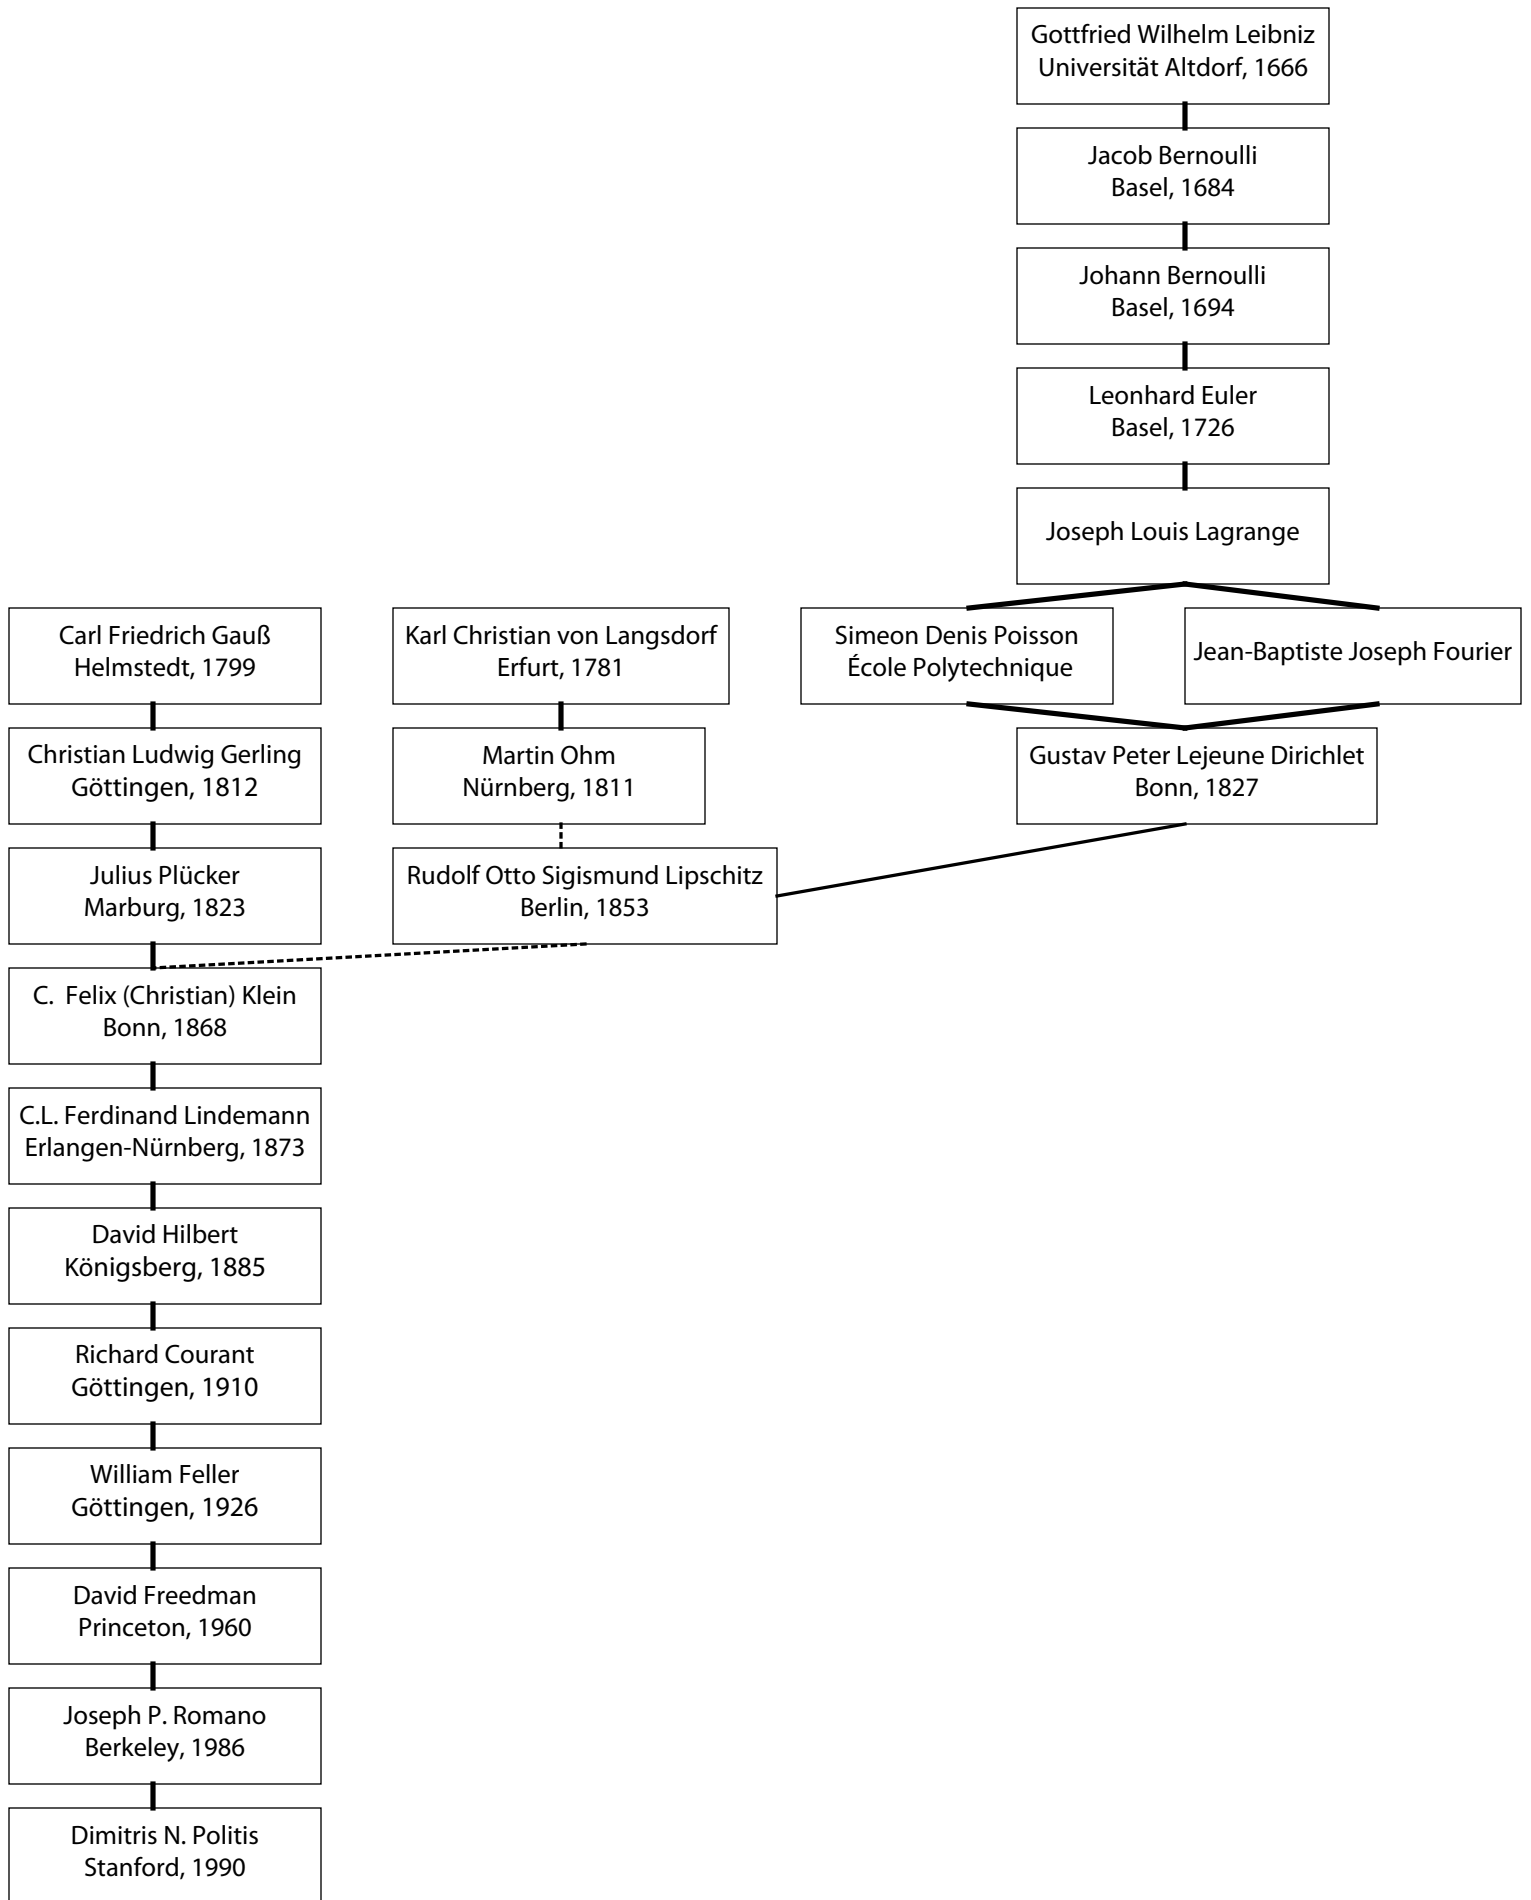 Gottfried Wilhelm Leibniz
Universität Altdorf, 1666
Jacob Bernoulli
Basel, 1684
Johann Bernoulli
Basel, 1694
Leonhard Euler
Basel, 1726
Joseph Louis Lagrange
Carl Friedrich Gauß
Helmstedt, 1799
Karl Christian von Langsdorf
Erfurt, 1781
Simeon Denis Poisson
École Polytechnique
Jean-Baptiste Joseph Fourier
Christian Ludwig Gerling
Göttingen, 1812
Martin Ohm
Nürnberg, 1811
Gustav Peter Lejeune Dirichlet
Bonn, 1827
Julius Plücker
Marburg, 1823
Rudolf Otto Sigismund Lipschitz
Berlin, 1853
C.  Felix (Christian) Klein
Bonn, 1868
C.L. Ferdinand Lindemann
Erlangen-Nürnberg, 1873
David Hilbert
Königsberg, 1885
Richard Courant
Göttingen, 1910
William Feller
Göttingen, 1926
David Freedman
Princeton, 1960
Joseph P. Romano
Berkeley, 1986
Dimitris N. Politis
Stanford, 1990